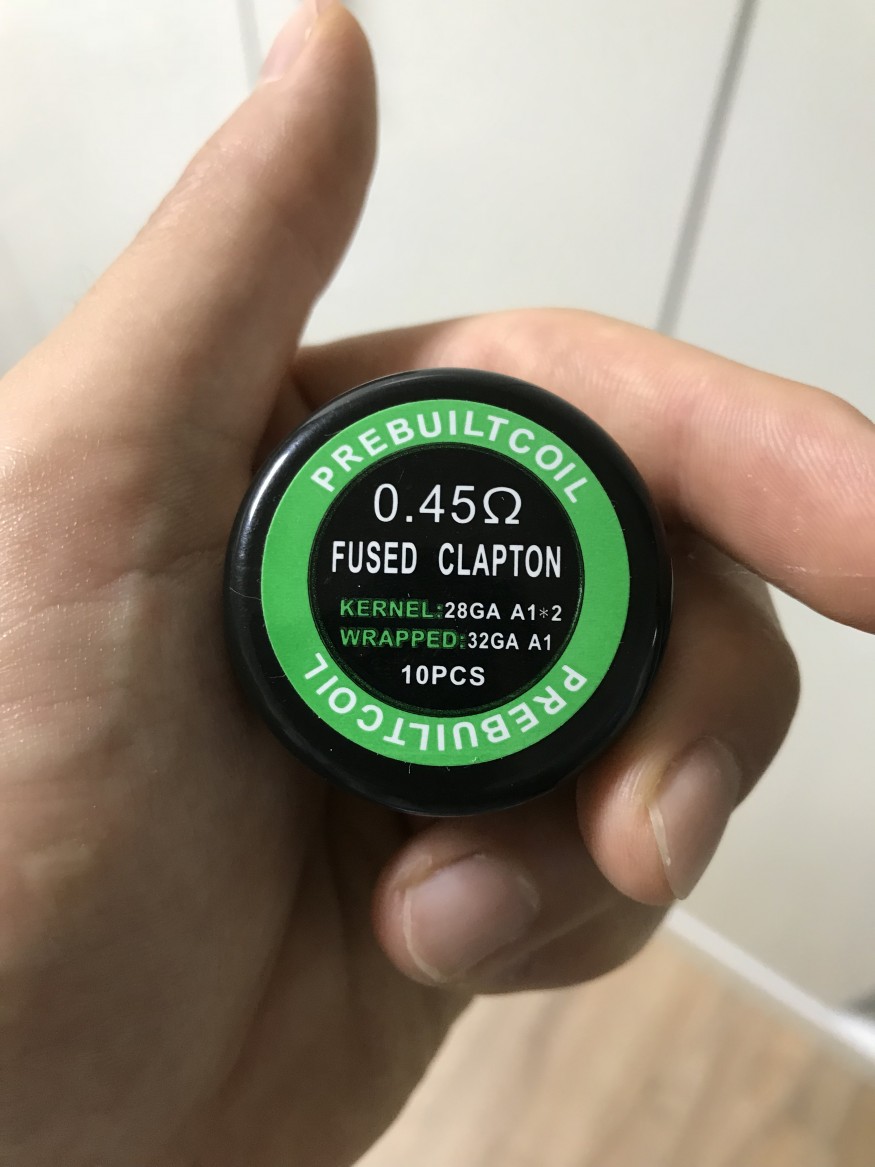 PREBUILTCOIL
0.45Ω
FUSED CLAPTON
KERNEL:28GA A1*2
WRAPPED:32GA A1
10PCS
PREBUILTCOIL